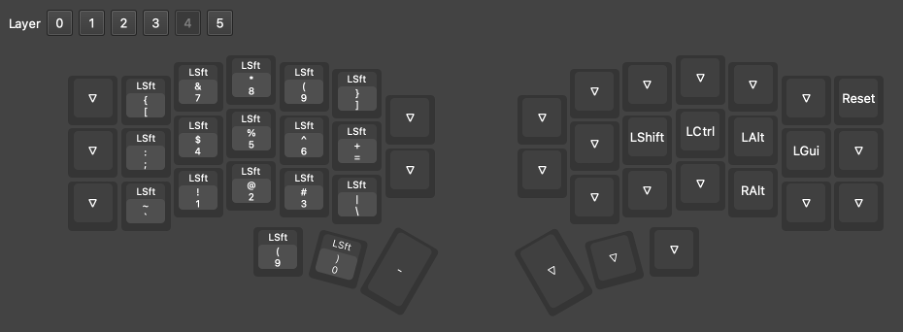 Layer 0 1 2 3 4 5
▽ LSft { [ LSft & 7 LSft * 8 LSft ( 9 LSft } ] ▽ ▽ ▽ ▽ ▽ ▽ ▽ Reset
▽ LSft : ; LSft $ 4 LSft % 5 LSft ^ 6 LSft + = ▽ ▽ ▽ LShift LCtrl LAlt LGui ▽
▽ LSft ~ ` LSft ! 1 LSft @ 2 LSft # 3 LSft | \ ▽ ▽ ▽ RAlt ▽ ▽
LSft ( 9 LSft ) 0 - ▽ ▽ ▽